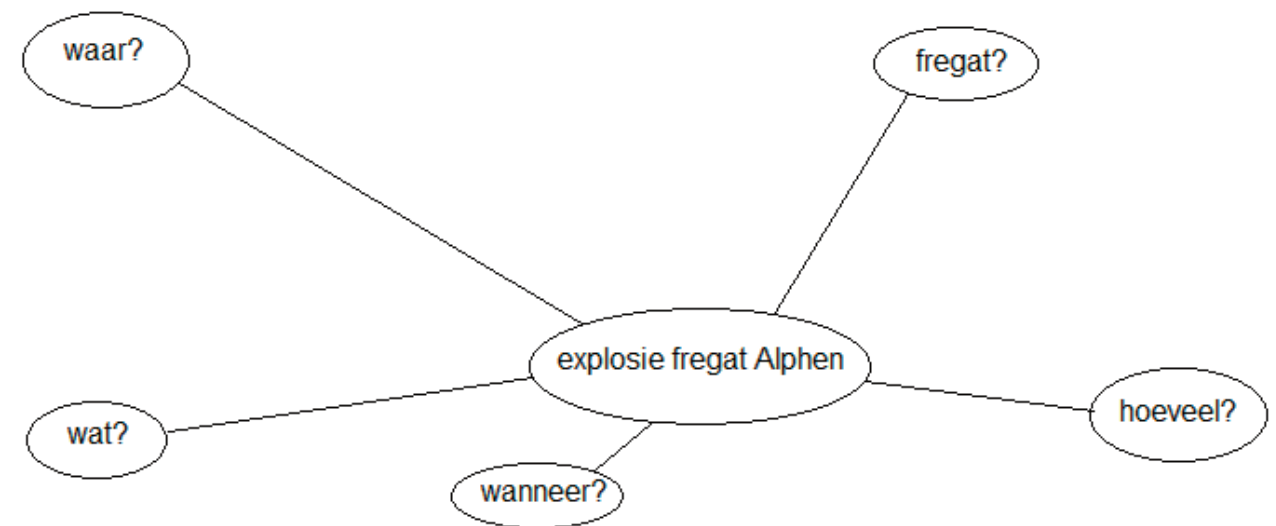 waar?
fregat?
explosie fregat Alphen
hoeveel?
wat?
wanneer?